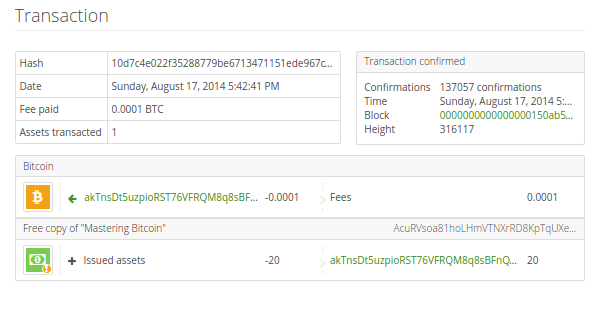 Transaction
Hash 10d7c4e022f35288779be6713471151ede967c...
Date Sunday, August 17, 2014 5:42:41 PM
Fee paid 0.0001 BTC
Assets transacted 1
Transaction confirmed
Confirmations 137057 confirmations
Time Sunday, August 17, 2014 5:...
Block 0000000000000000150ab5...
Height 316117
Bitcoin
akTnsDt5uzpioRST76VFRQM8q8sBF... -0.0001 Fees 0.0001
Free copy of "Mastering Bitcoin" AcuRVsoa81hoLHmVTNXrRD8KpTqUXe...
Issued assets -20 akTnsDt5uzpioRST76VFRQM8q8sBFnQ... 20